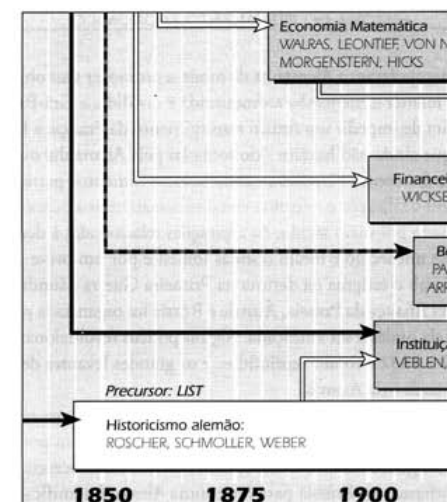 Economia Matemática
WALRAS, LEONTIEF, VON N
MORGENSTERN, HICKS
Financei
WICKSE
B
PA
ARR
Instituiç
VEBLEN,
Precursor: LIST
Historicismo alemão:
ROSCHER, SCHMOLLER, WEBER
1850 1875 1900